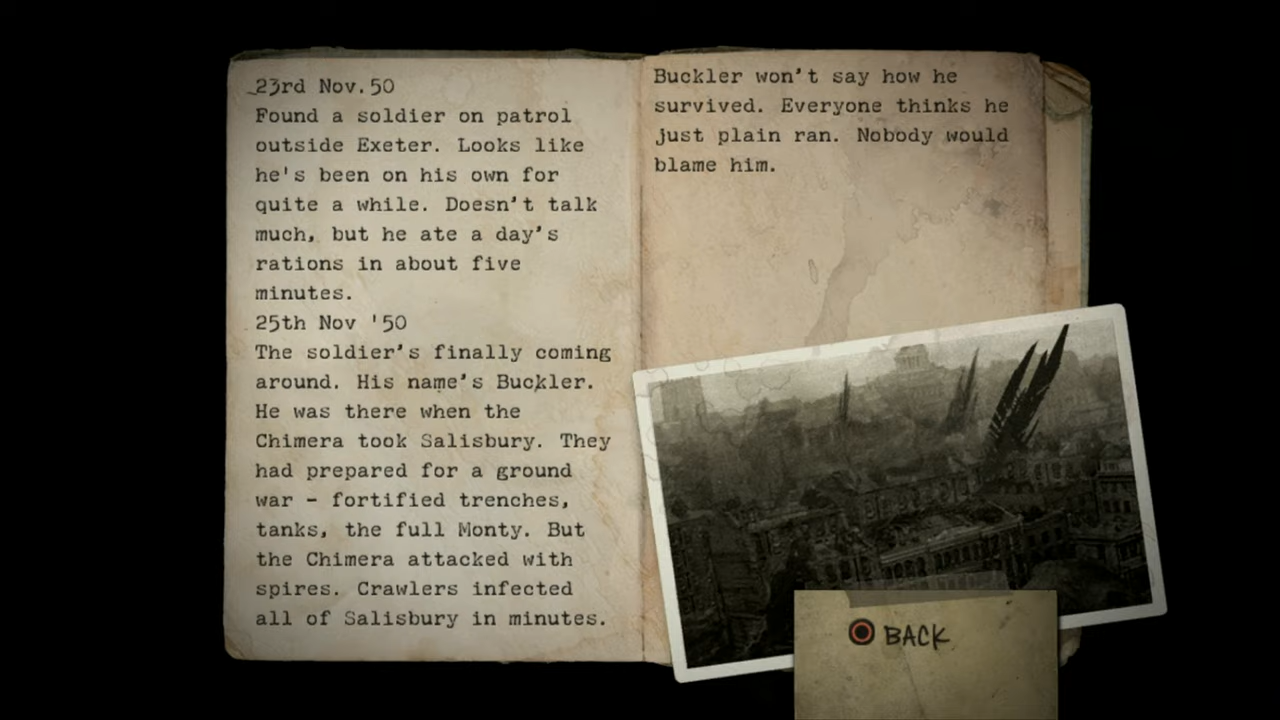 23rd Nov.50
Found a soldier on patrol
outside Exeter. Looks like
he's been on his own for
quite a while. Doesn't talk
much, but he ate a day's
rations in about five
minutes.
25th Nov '50
The soldier's finally coming
around. His name's Buckler.
He was there when the
Chimera took Salisbury. They
had prepared for a ground
war - fortified trenches,
tanks, the full Monty. But
the Chimera attacked with
spires. Crawlers infected
all of Salisbury in minutes.
Buckler won't say how he
survived. Everyone thinks he
just plain ran. Nobody would
blame him.
BACK